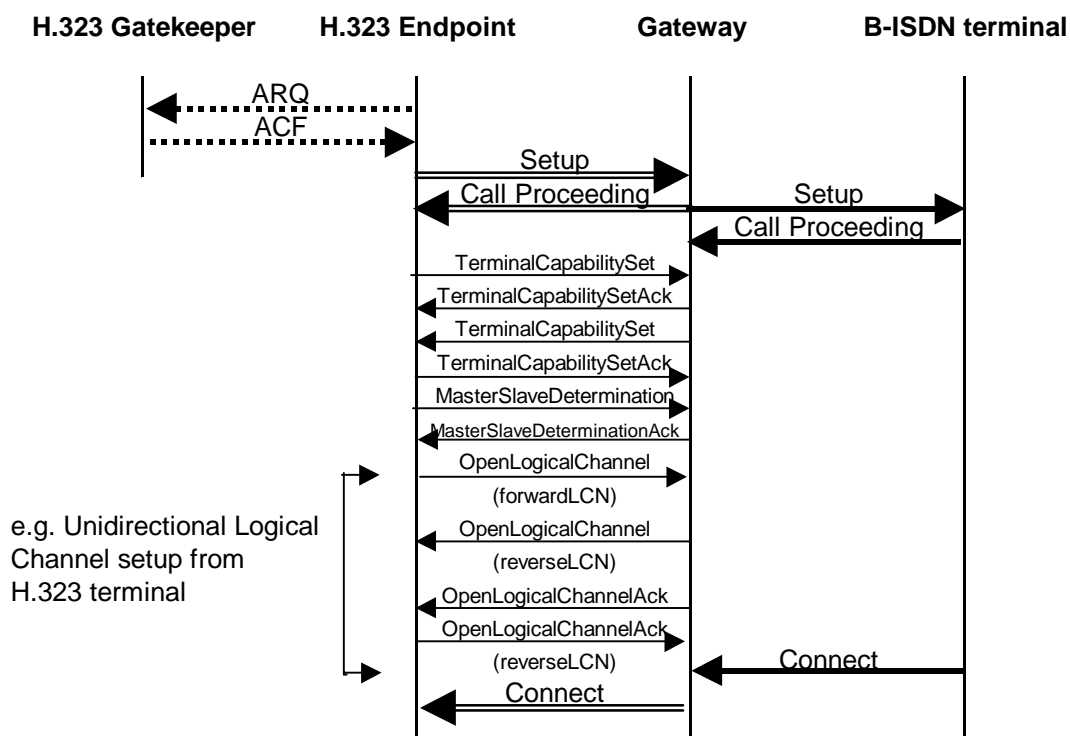 H.323 Gatekeeper H.323 Endpoint Gateway B-ISDN terminal
ARQ
ACF
Setup
Call Proceeding Setup
Call Proceeding
TerminalCapabilitySet
TerminalCapabilitySetAck
TerminalCapabilitySet
TerminalCapabilitySetAck
MasterSlaveDetermination
MasterSlaveDeterminationAck
OpenLogicalChannel
(forwardLCN)
e.g. Unidirectional Logical
Channel setup from
H.323 terminal
OpenLogicalChannel
(reverseLCN)
OpenLogicalChannelAck
OpenLogicalChannelAck
(reverseLCN)
Connect
Connect